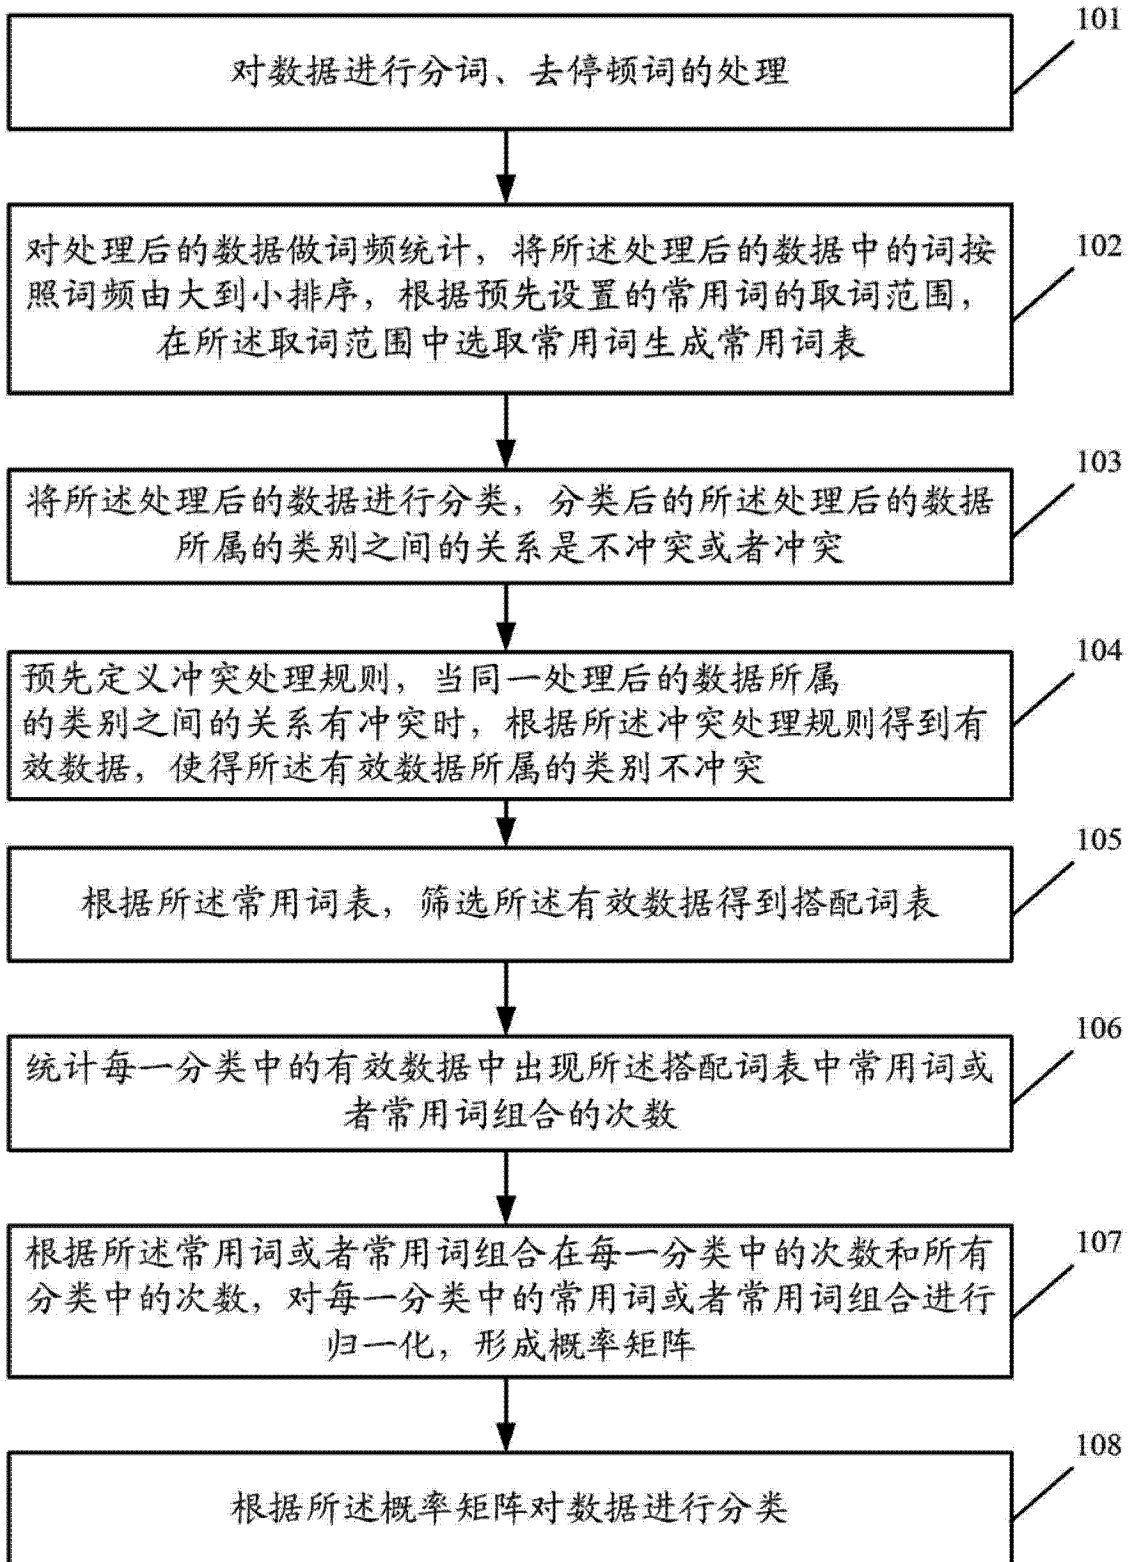 101
对数据进行分词、去停顿词的处理
102
对处理后的数据做词频统计，将所述处理后的数据中的词按
照词频由大到小排序，根据预先设置的常用词的取词范围，
在所述取词范围中选取常用词生成常用词表
103
将所述处理后的数据进行分类，分类后的所述处理后的数据
所属的类别之间的关系是不冲突或者冲突
104
预先定义冲突处理规则，当同一处理后的数据所属
的类别之间的关系有冲突时，根据所述冲突处理规则得到有
效数据，使得所述有效数据所属的类别不冲突
105
根据所述常用词表，筛选所述有效数据得到搭配词表
106
统计每一分类中的有效数据中出现所述搭配词表中常用词或
者常用词组合的次数
107
根据所述常用词或者常用词组合在每一分类中的次数和所有
分类中的次数，对每一分类中的常用词或者常用词组合进行
归一化，形成概率矩阵
108
根据所述概率矩阵对数据进行分类